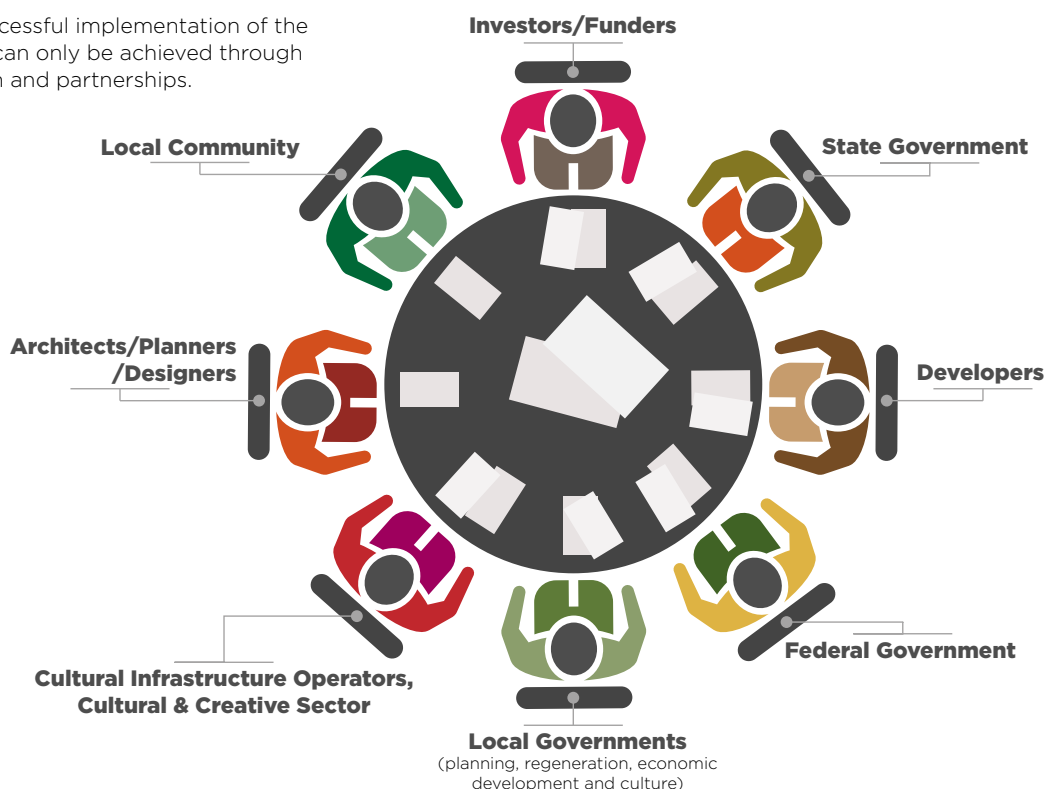 cessful implementation of the
can only be achieved through
and partnerships.
Investors/Funders
Local Community
State Government
Architects/Planners
/Designers
Developers
Cultural Infrastructure Operators,
Cultural & Creative Sector
Federal Government
Local Governments
(planning, regeneration, economic
development and culture)